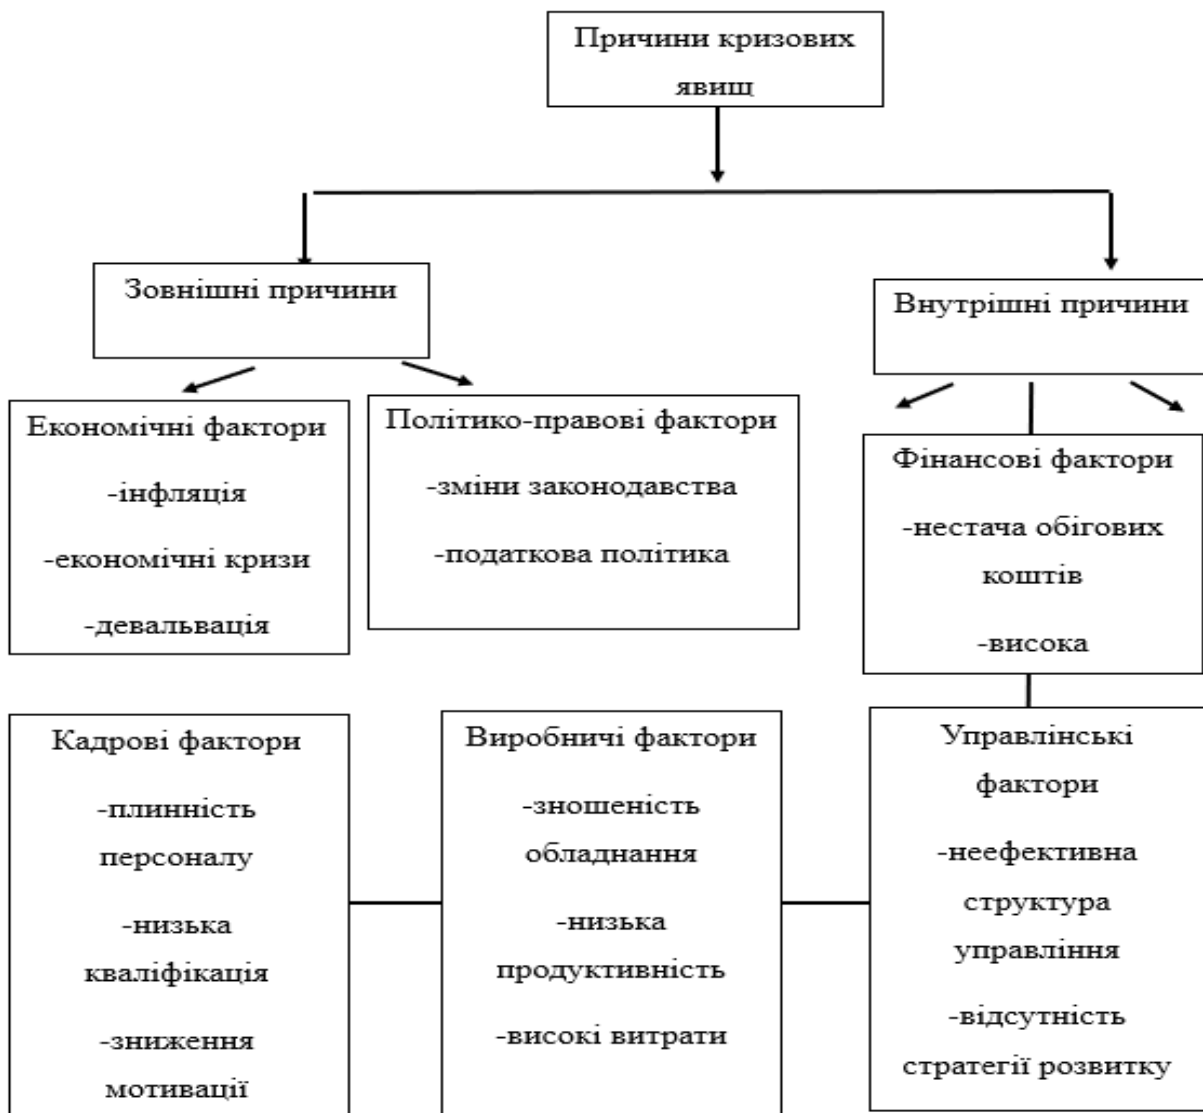 Причини кризових
явищ
Зовнішні причини
Внутрішні причини
Економічні фактори
-інфляція
-економічні кризи
-девальвація
Політико-правові фактори
-зміни законодавства
-податкова політика
Фінансові фактори
-нестача обігових
коштів
-висока
Кадрові фактори
-плинність
персоналу
-низька
кваліфікація
-зниження
мотивації
Виробничі фактори
-зношеність
обладнання
-низька
продуктивність
-високі витрати
Управлінські
фактори
-неефективна
структура
управління
-відсутність
стратегії розвитку